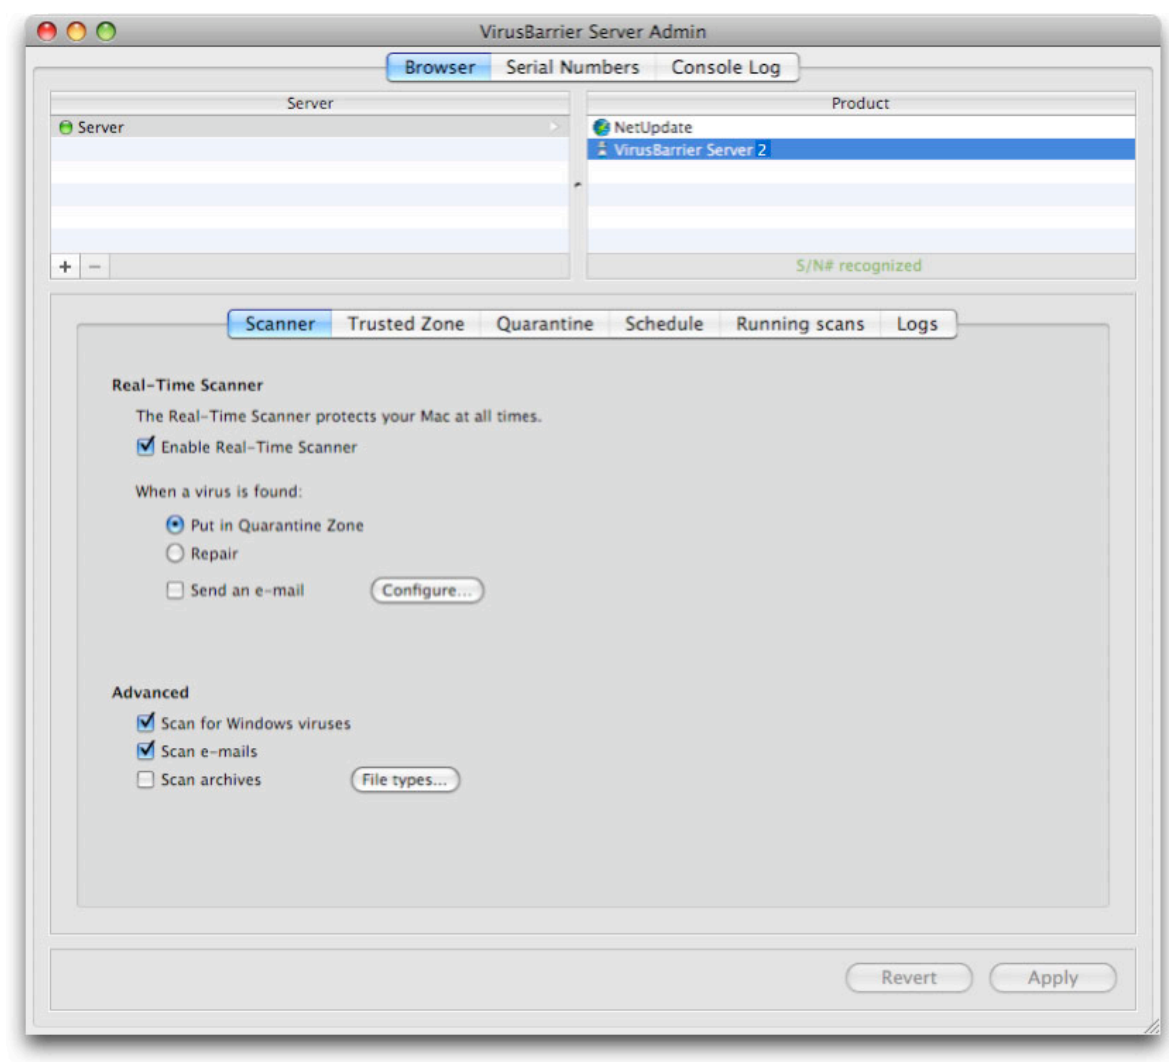 VirusBarrier Server Admin
Browser Serial Numbers Console Log
Server Product
Server NetUpdate
VirusBarrier Server 2
+ −
S/N# recognized
Scanner Trusted Zone Quarantine Schedule Running scans Logs
Real-Time Scanner
The Real-Time Scanner protects your Mac at all times.
Enable Real-Time Scanner
When a virus is found:
Put in Quarantine Zone
Repair
Send an e-mail Configure...
Advanced
Scan for Windows viruses
Scan e-mails
Scan archives File types...
Revert Apply